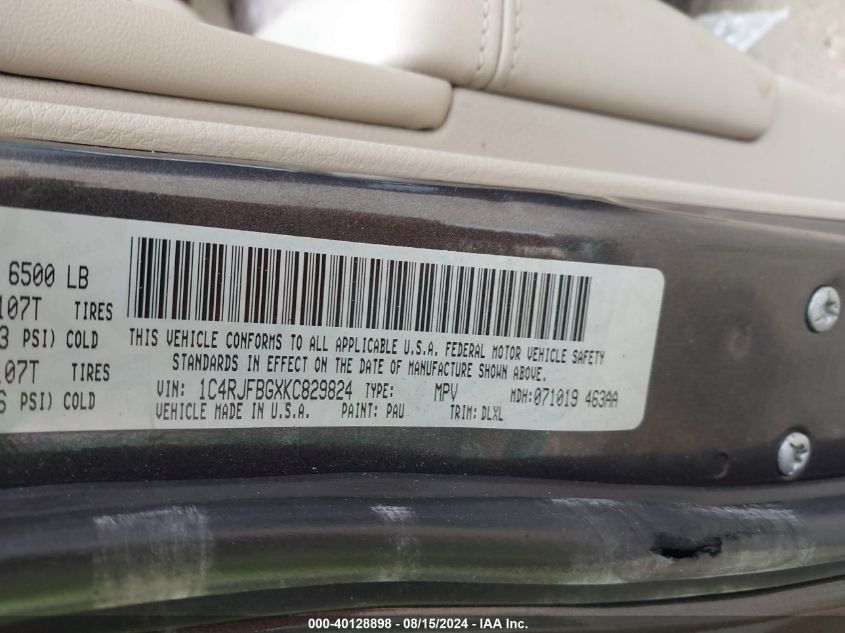 6500 LB
107T TIRES
3 PSI) COLD
107T TIRES
PSI) COLD
THIS VEHICLE CONFORMS TO ALL APPLICABLE U.S.A. FEDERAL MOTOR VEHICLE SAFETY
STANDARDS IN EFFECT ON THE DATE OF MANUFACTURE SHOWN ABOVE.
VIN: 1C4RJFBGXKC829824 TYPE: MPV MDH:071019 463AA
VEHICLE MADE IN U.S.A. PAINT: PAU TRIM: DLXL
000-40128898 - 08/15/2024 - IAA Inc.